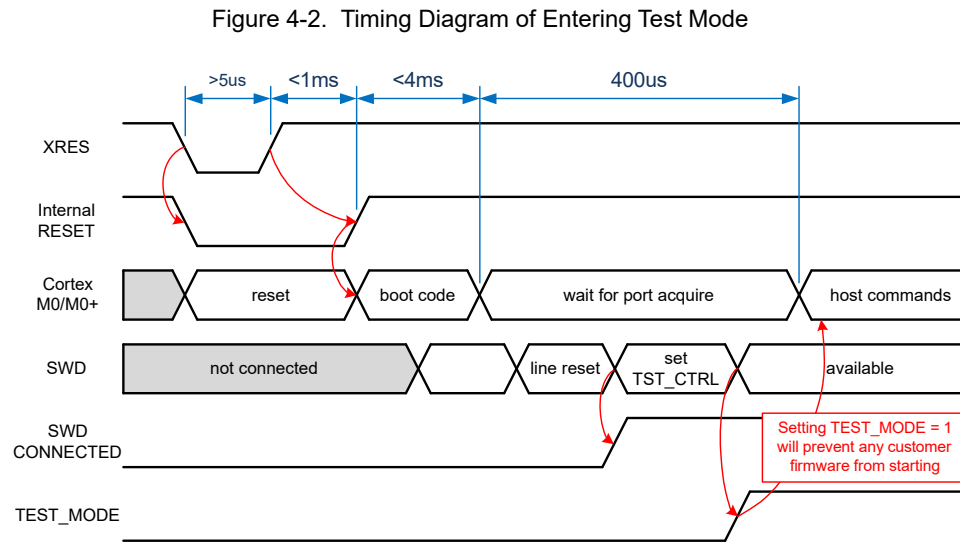 Figure 4-2.  Timing Diagram of Entering Test Mode
>5us <1ms <4ms 400us
XRES
Internal
RESET
Cortex
M0/M0+
reset boot code wait for port acquire host commands
SWD
not connected line reset set
TST_CTRL
available
SWD
CONNECTED
Setting TEST_MODE = 1
will prevent any customer
firmware from starting
TEST_MODE